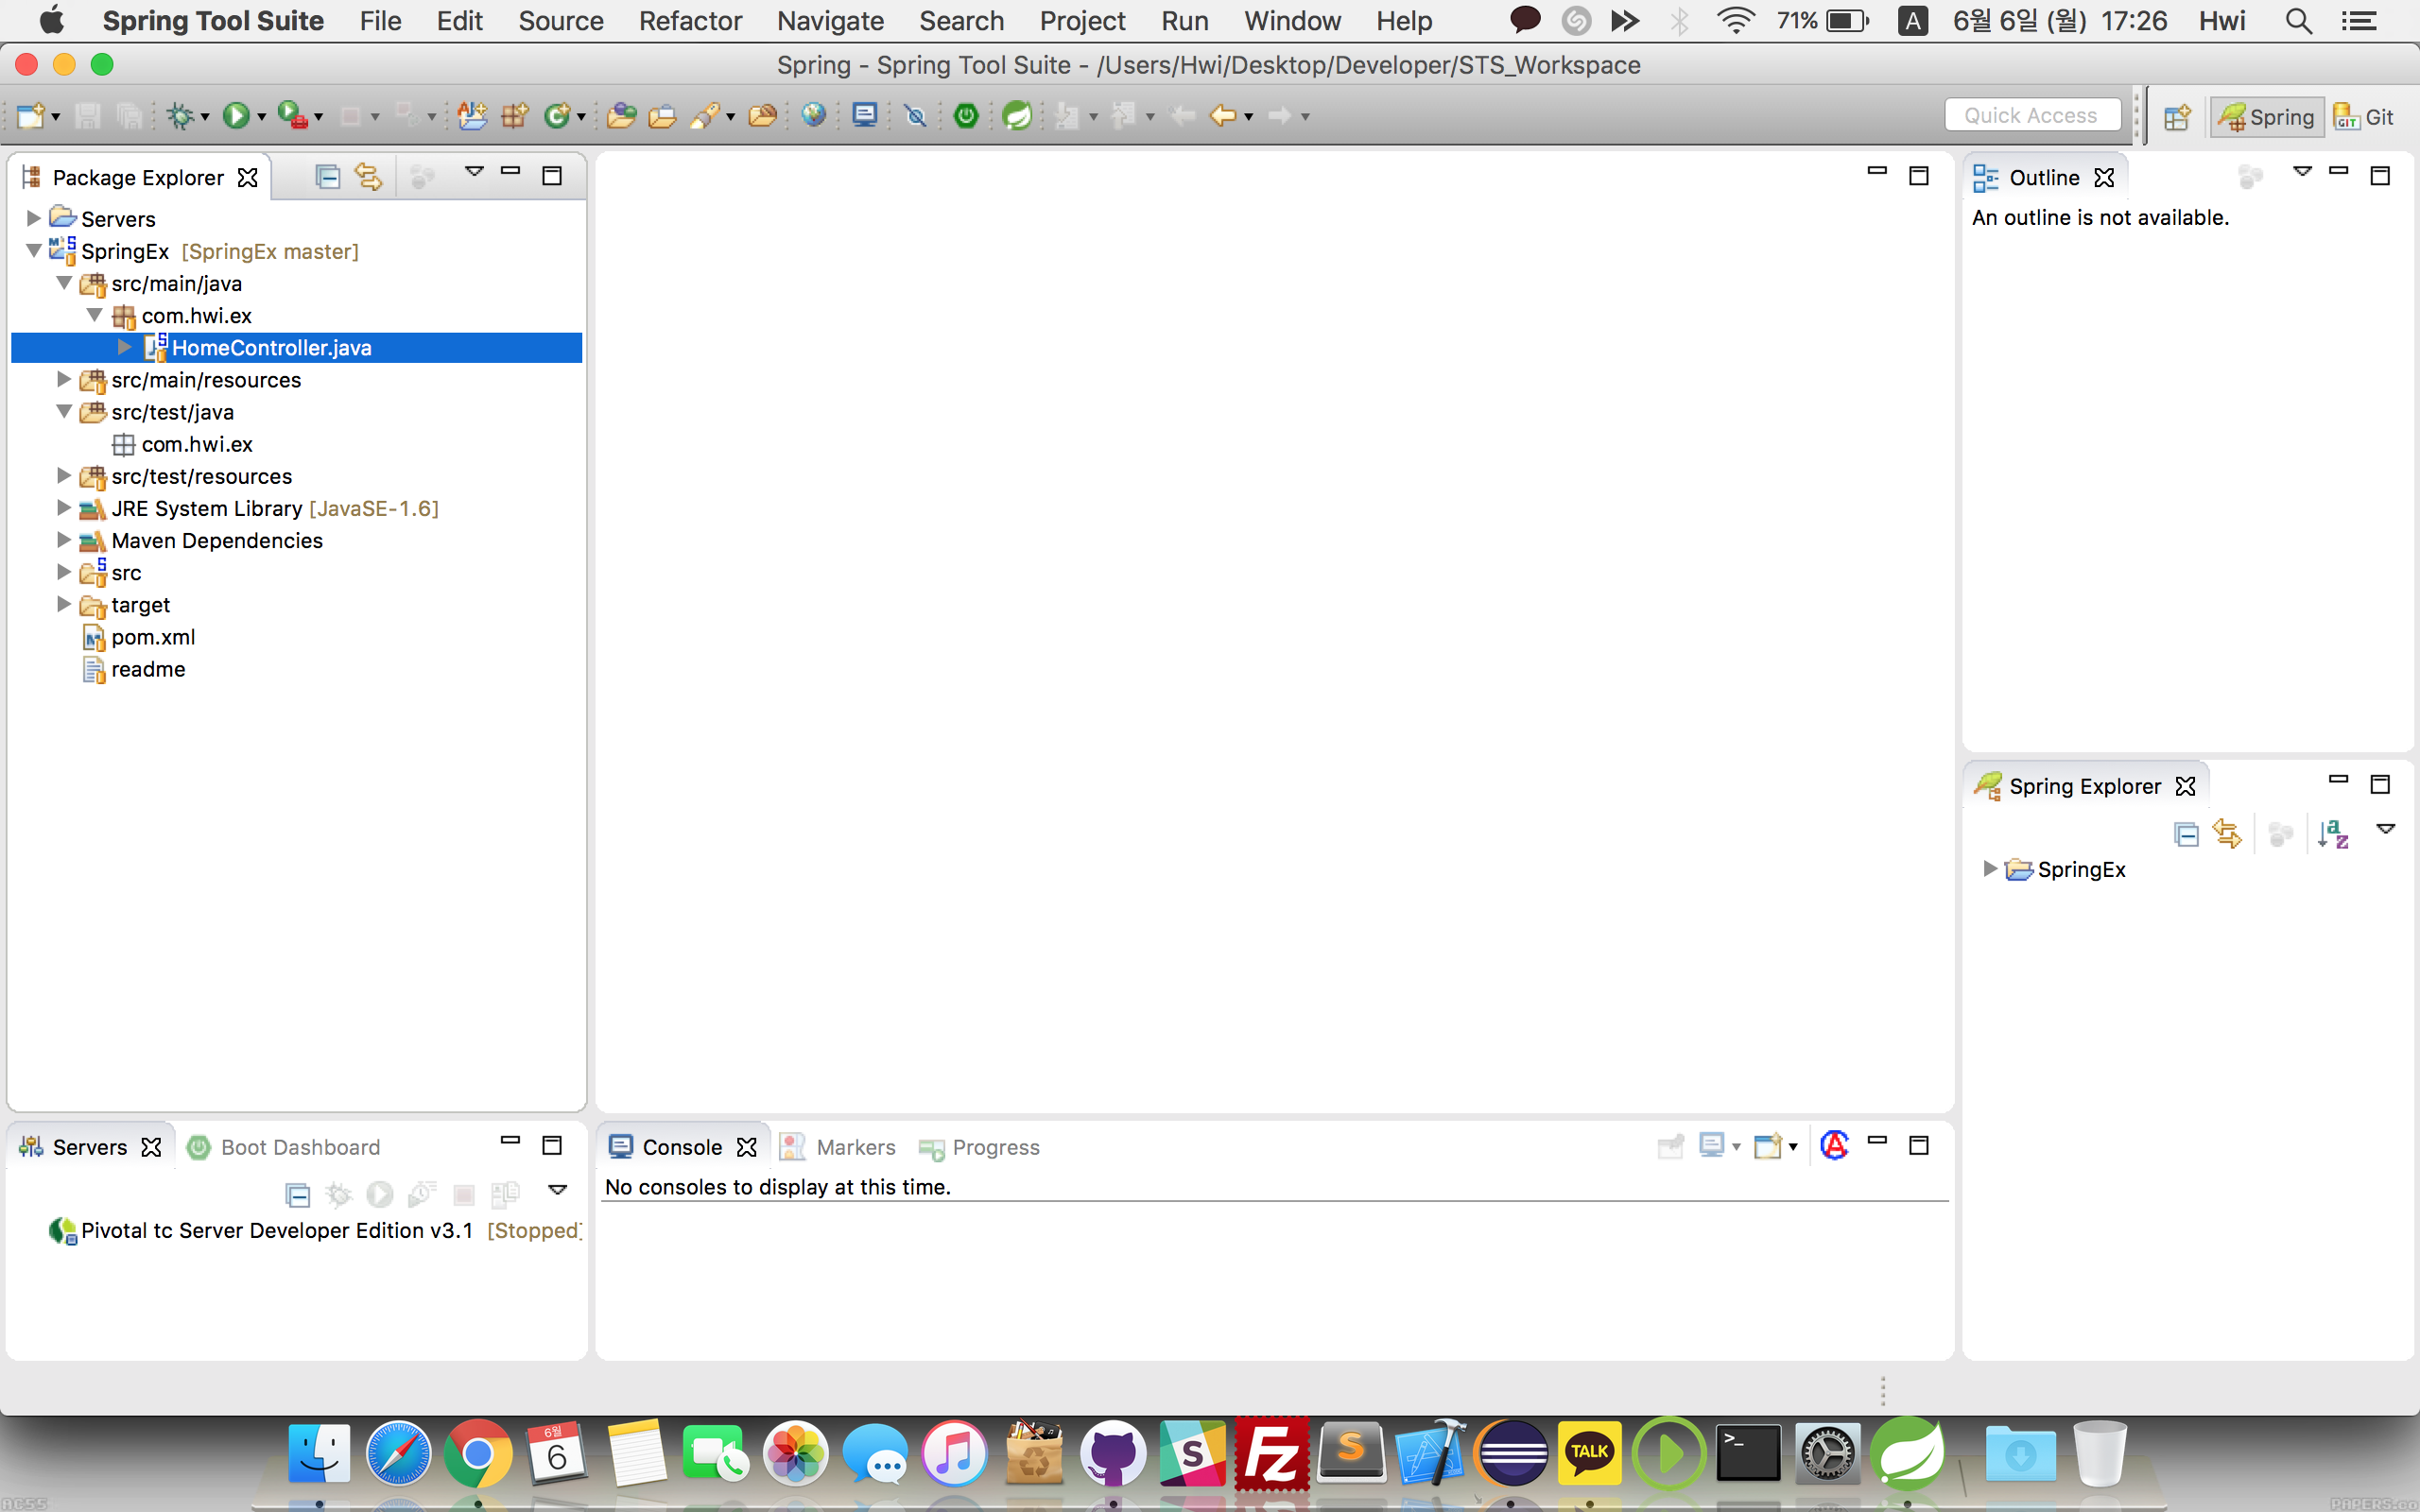 Spring Tool Suite File Edit Source Refactor Navigate Search Project Run Window Help 71% A 6월 6일 (월) 17:26 Hwi
Spring - Spring Tool Suite - /Users/Hwi/Desktop/Developer/STS_Workspace
Quick Access Spring Git
Package Explorer
Servers
SpringEx [SpringEx master]
src/main/java
com.hwi.ex
HomeController.java
src/main/resources
src/test/java
com.hwi.ex
src/test/resources
JRE System Library [JavaSE-1.6]
Maven Dependencies
src
target
pom.xml
readme
Outline
An outline is not available.
Spring Explorer
SpringEx
Servers Boot Dashboard
Pivotal tc Server Developer Edition v3.1 [Stopped]
Console Markers Progress
No consoles to display at this time.
6월
6
TALK
PAPERS.co